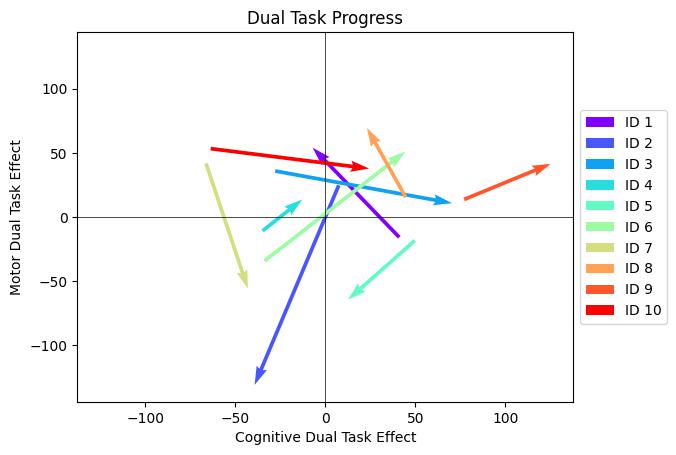 Dual Task Progress
Motor Dual Task Effect
100
50
0
−50
−100
−100
−50
0
50
100
Cognitive Dual Task Effect
ID 1
ID 2
ID 3
ID 4
ID 5
ID 6
ID 7
ID 8
ID 9
ID 10